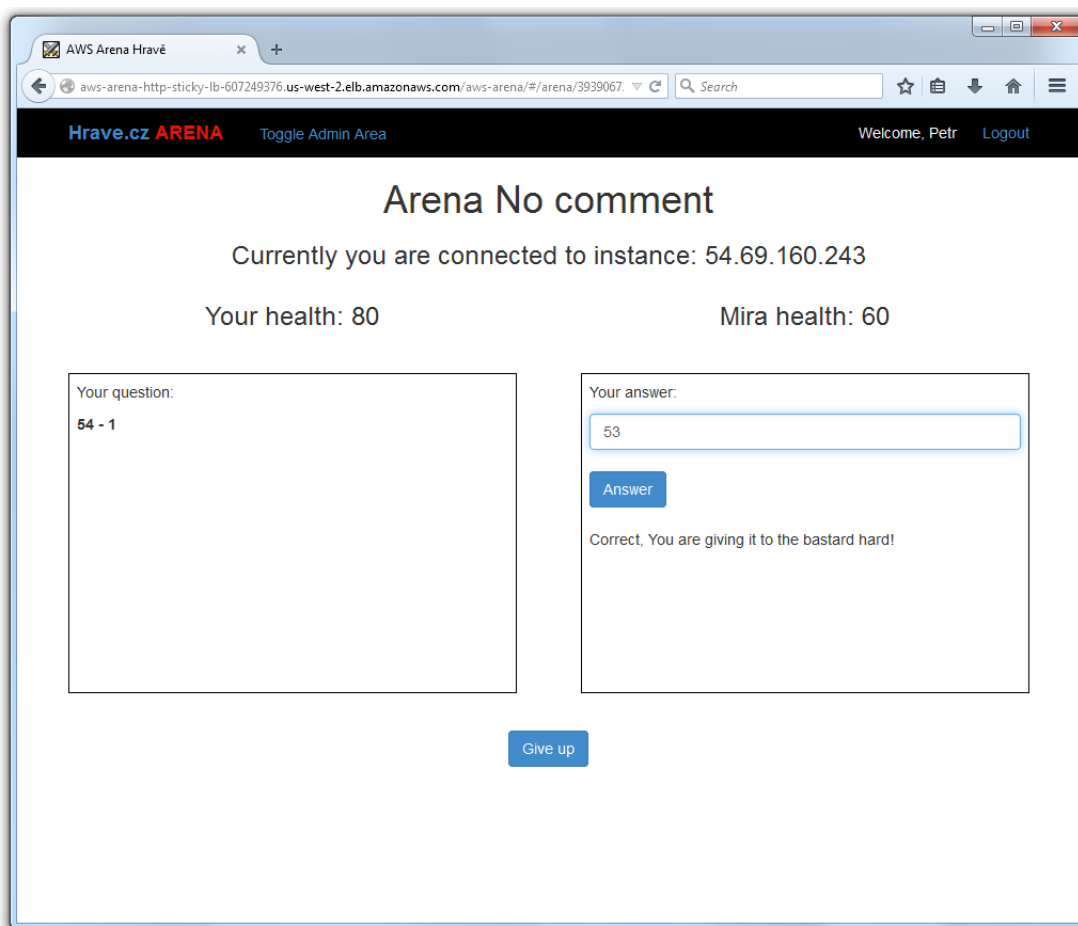 AWS Arena Hravě
aws-arena-http-sticky-lb-607249376.us-west-2.elb.amazonaws.com/aws-arena/#/arena/3939067.
Search
Hrave.cz ARENA
Toggle Admin Area
Welcome, Petr
Logout
Arena No comment
Currently you are connected to instance: 54.69.160.243
Your health: 80
Mira health: 60
Your question:
54 - 1
Your answer:
53
Answer
Correct, You are giving it to the bastard hard!
Give up